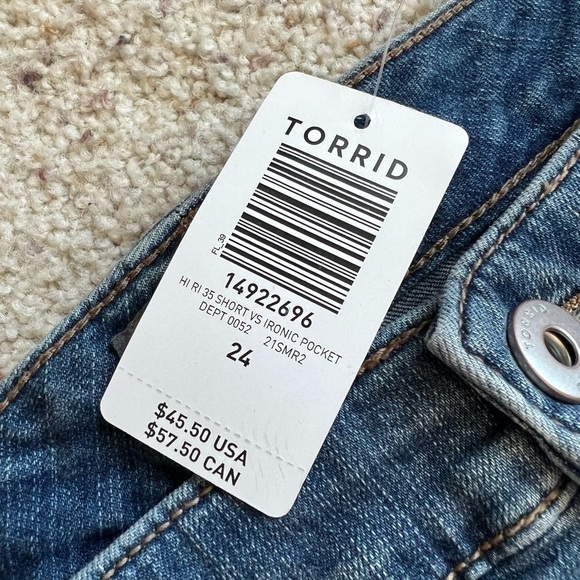 TORRID
FL_39
14922696
HI RI 35 SHORT VS IRONIC POCKET
DEPT 0052 21SMR2
24
$45.50 USA
$57.50 CAN
TORRID